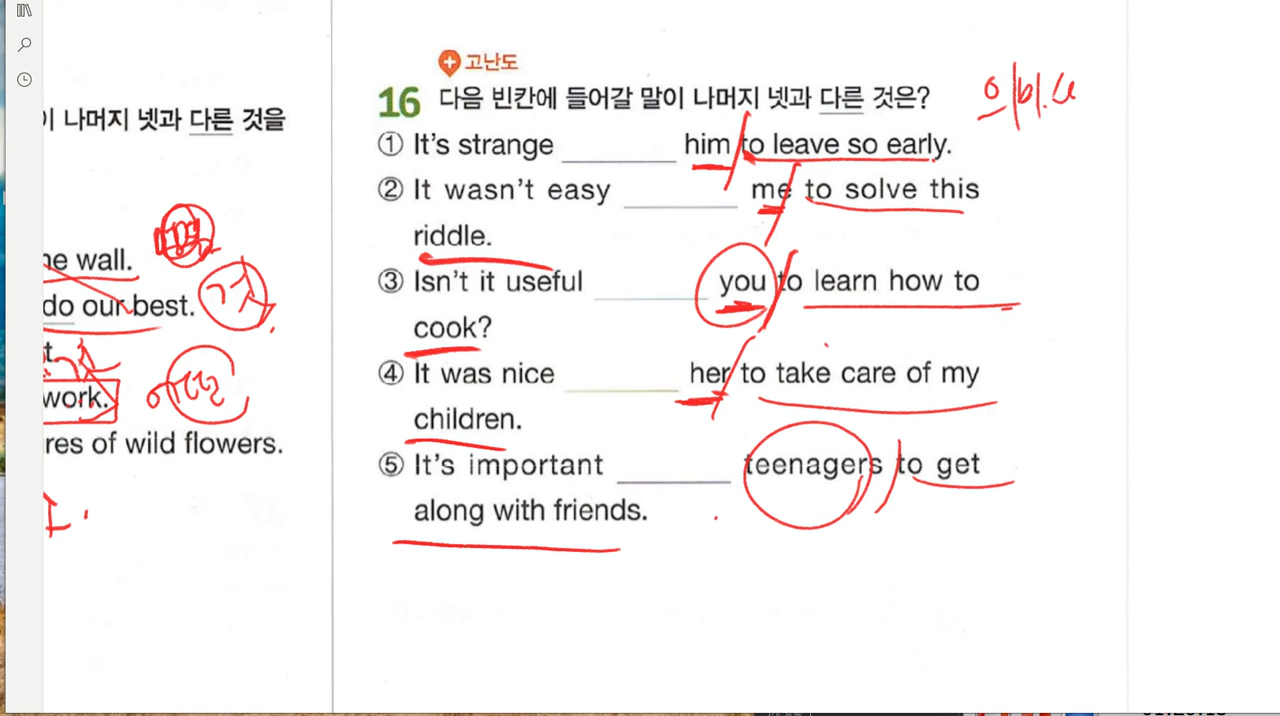 이 나머지 넷과 다른 것을
ne wall.
do our best.
것
t.
work.
res of wild flowers.
고난도
16 다음 빈칸에 들어갈 말이 나머지 넷과 다른 것은?
의/미.상
① It's strange ________ him to leave so early.
② It wasn't easy ________ me to solve this
riddle.
③ Isn't it useful ________ you to learn how to
cook?
④ It was nice ________ her to take care of my
children.
⑤ It's important ________ teenagers to get
along with friends.